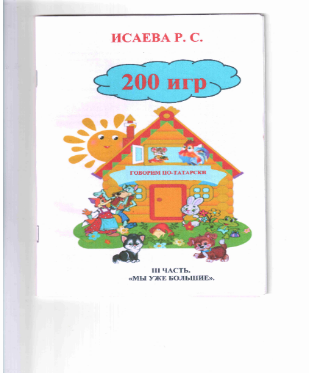 ИСАЕВА Р. С.
200 игр
ГОВОРИМ ПО-ТАТАРСКИ
III ЧАСТЬ.
«МЫ УЖЕ БОЛЬШИЕ».